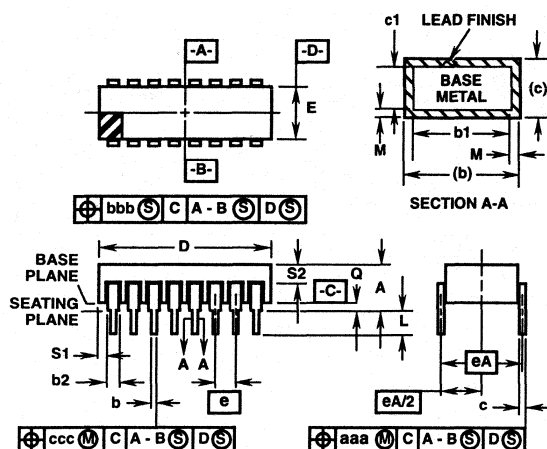 -A-
-D-
E
-B-
⌖ bbb Ⓢ C A - B Ⓢ D Ⓢ
c1
LEAD FINISH
BASE
METAL
(c)
b1
M
M
(b)
SECTION A-A
D
BASE
PLANE
SEATING
PLANE
S2
Q
-C-
A
L
S1
b2
b
A
A
e
eA
eA/2
c
⌖ ccc Ⓜ C A - B Ⓢ D Ⓢ
⌖ aaa Ⓜ C A - B Ⓢ D Ⓢ